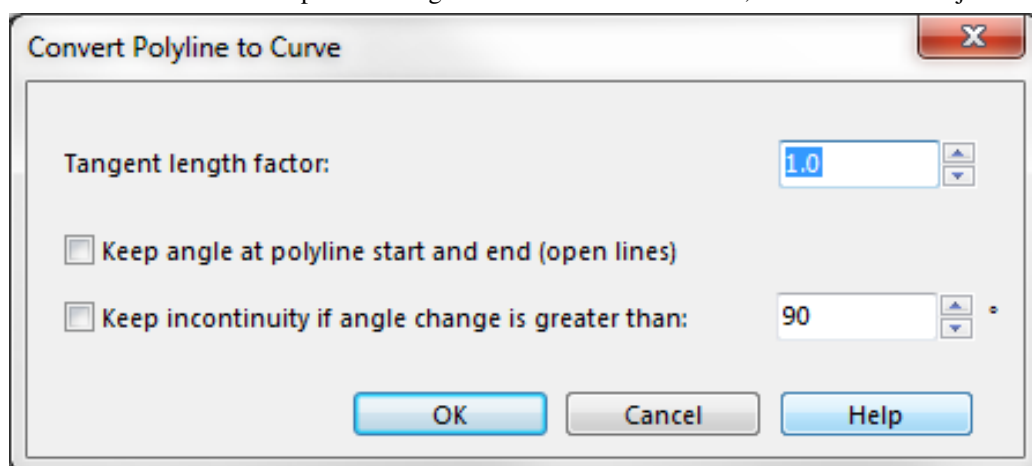 Convert Polyline to Curve
Tangent length factor: 1.0
Keep angle at polyline start and end (open lines)
Keep incontinuity if angle change is greater than: 90 °
OK Cancel Help